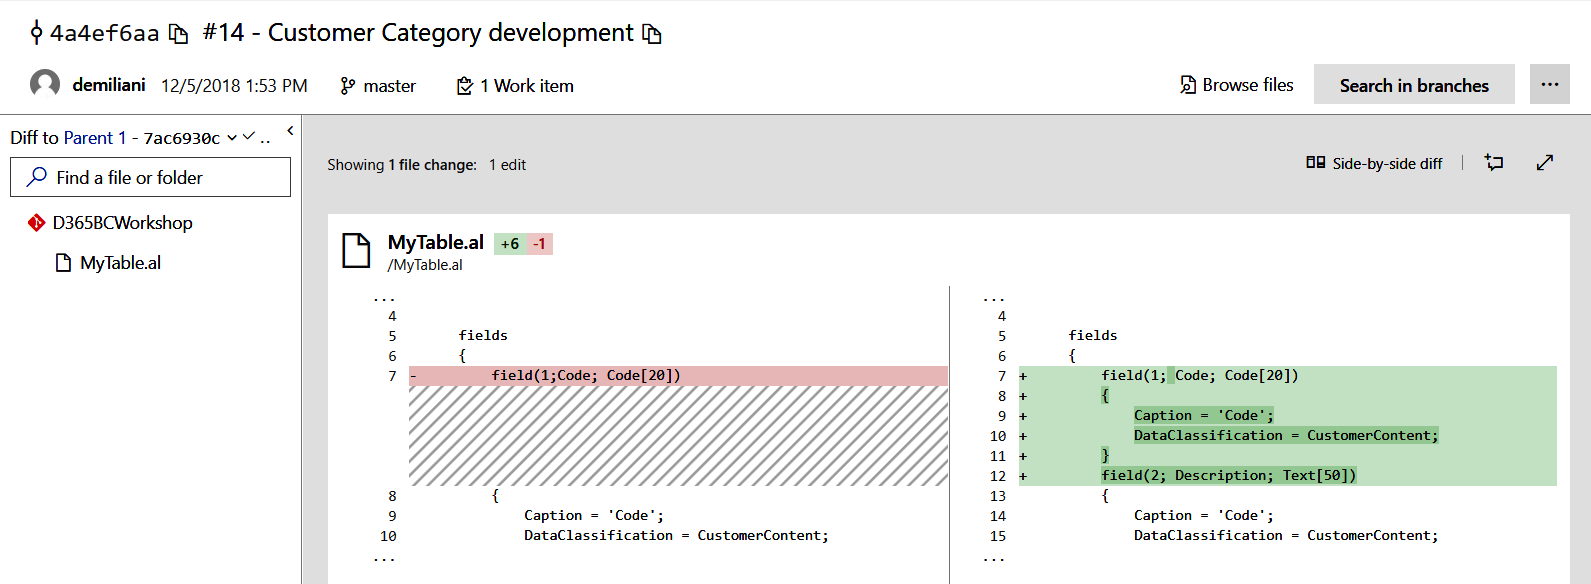 4a4ef6aa #14 - Customer Category development
demiliani 12/5/2018 1:53 PM master 1 Work item Browse files Search in branches ...
Diff to Parent 1 - 7ac6930c ..
Find a file or folder
D365BCWorkshop
MyTable.al
Showing 1 file change: 1 edit Side-by-side diff
MyTable.al +6 -1
/MyTable.al
...
4
5 fields
6 {
7 - field(1;Code; Code[20])
8 {
9 Caption = 'Code';
10 DataClassification = CustomerContent;
...
...
4
5 fields
6 {
7 + field(1; Code; Code[20])
8 + {
9 + Caption = 'Code';
10 + DataClassification = CustomerContent;
11 + }
12 + field(2; Description; Text[50])
13 {
14 Caption = 'Code';
15 DataClassification = CustomerContent;
...